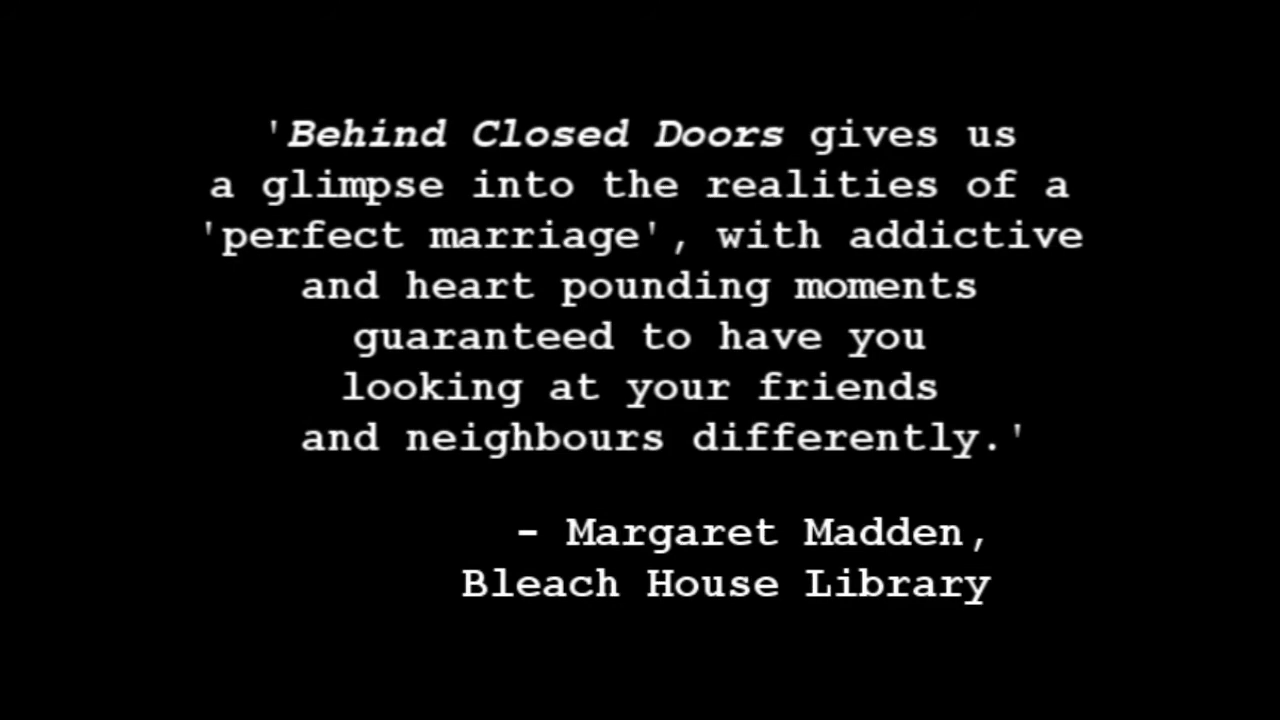 'Behind Closed Doors gives us
a glimpse into the realities of a
'perfect marriage', with addictive
and heart pounding moments
guaranteed to have you
looking at your friends
and neighbours differently.'
- Margaret Madden,
Bleach House Library